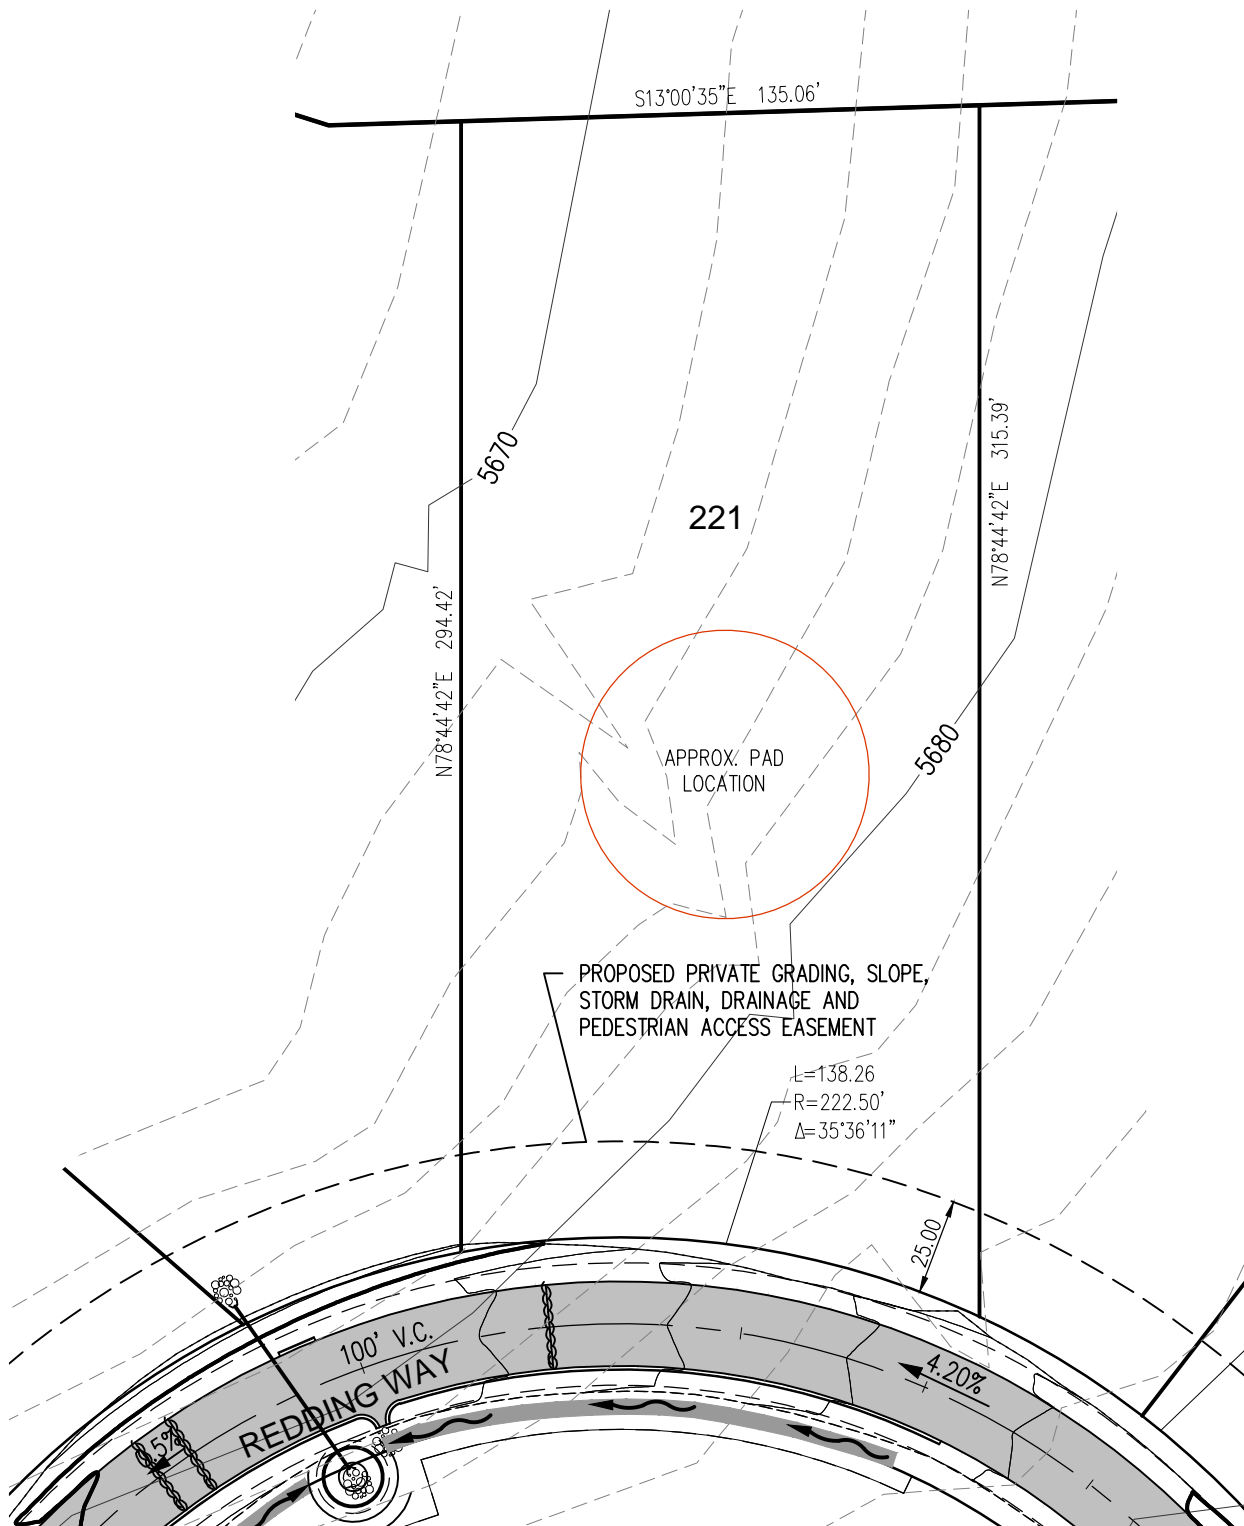 S13°00'35"E 135.06'
5670
N78°44'42"E 315.39'
221
N78°44'42"E 294.42'
5680
APPROX. PAD
LOCATION
PROPOSED PRIVATE GRADING, SLOPE,
STORM DRAIN, DRAINAGE AND
PEDESTRIAN ACCESS EASEMENT
L=138.26
R=222.50'
Δ=35°36'11"
25.00
100' V.C.
REDDING WAY
4.20%